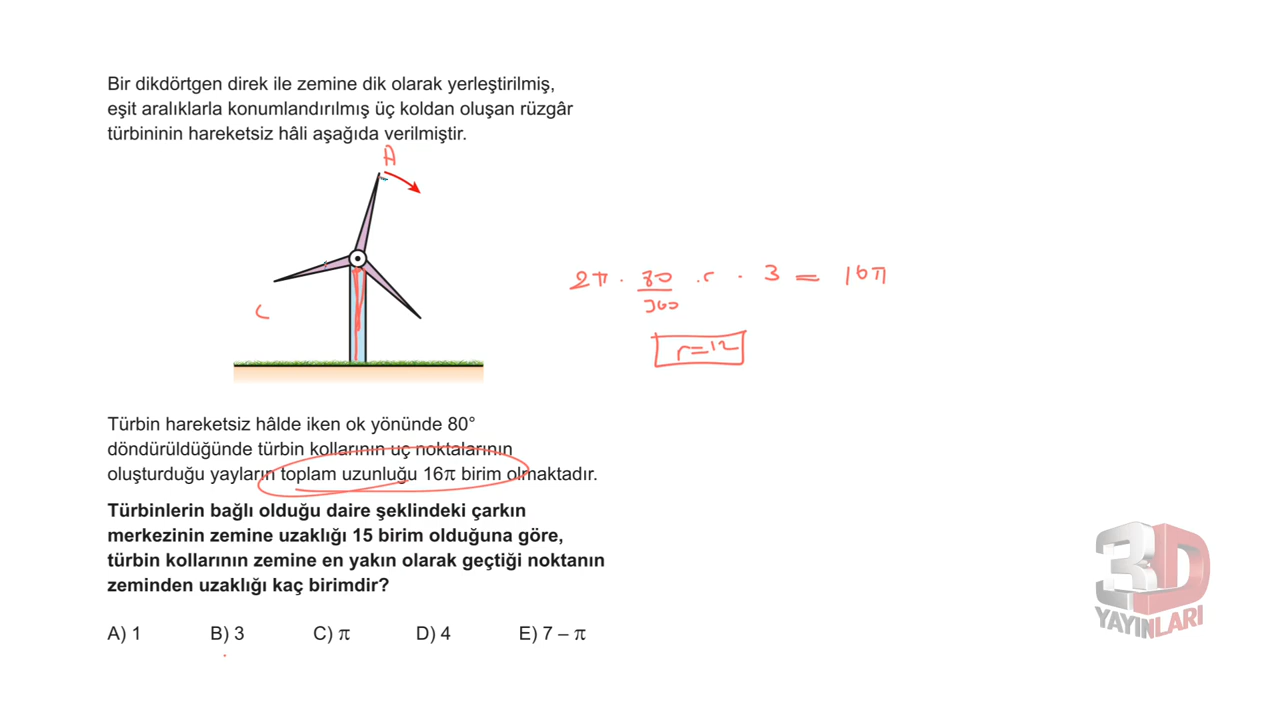 Bir dikdörtgen direk ile zemine dik olarak yerleştirilmiş,
eşit aralıklarla konumlandırılmış üç koldan oluşan rüzgâr
türbininin hareketsiz hâli aşağıda verilmiştir.
A
2π · 80/360 · r · 3 = 16π
r=12
Türbin hareketsiz hâlde iken ok yönünde 80°
döndürüldüğünde türbin kollarının uç noktalarının
oluşturduğu yayların toplam uzunluğu 16π birim olmaktadır.
Türbinlerin bağlı olduğu daire şeklindeki çarkın
merkezinin zemine uzaklığı 15 birim olduğuna göre,
türbin kollarının zemine en yakın olarak geçtiği noktanın
zeminden uzaklığı kaç birimdir?
A) 1 B) 3 C) π D) 4 E) 7 – π
3D
YAYINLARI